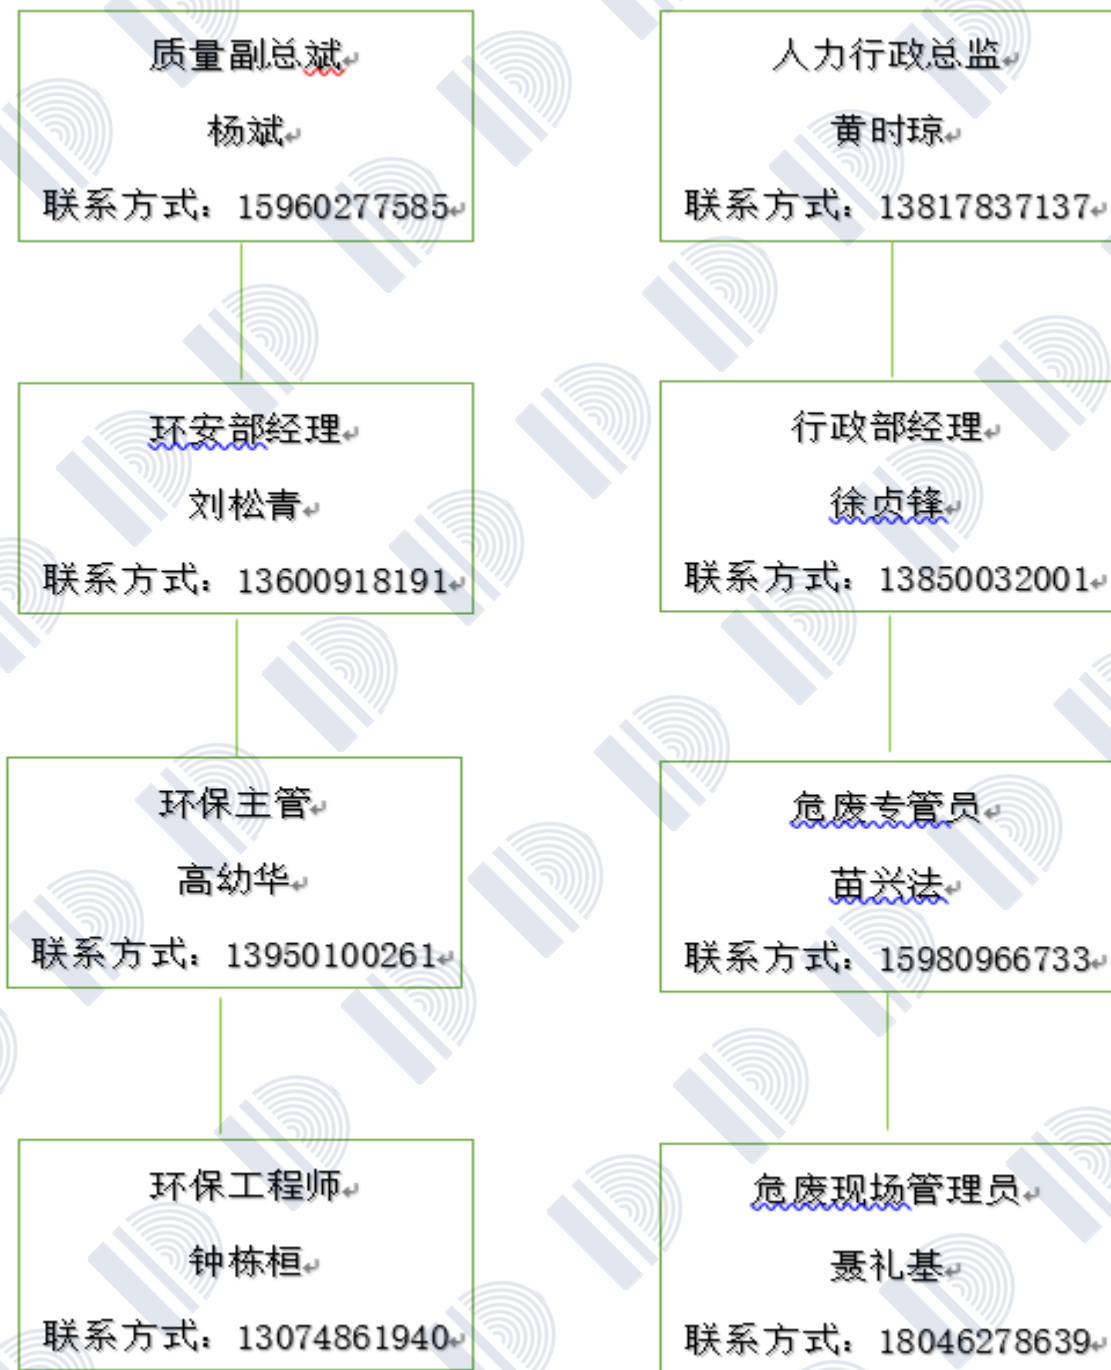 质量副总斌
杨斌
联系方式：15960277585
人力行政总监
黄时琼
联系方式：13817837137
环安部经理
刘松青
联系方式：13600918191
行政部经理
徐贞锋
联系方式：13850032001
环保主管
高幼华
联系方式：13950100261
危废专管员
苗兴法
联系方式：15980966733
环保工程师
钟栋桓
联系方式：13074861940
危废现场管理员
聂礼基
联系方式：18046278639